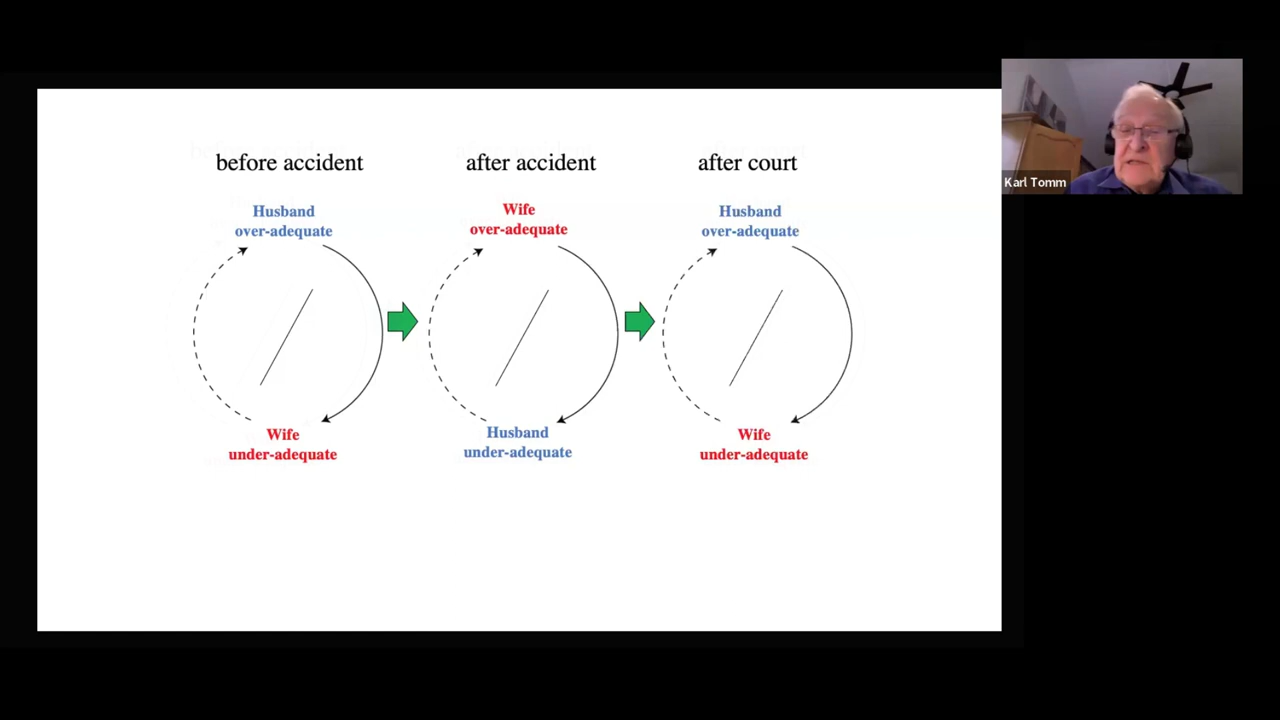 before accident
after accident
after court
Husband
over-adequate
Wife
over-adequate
Husband
over-adequate
Wife
under-adequate
Husband
under-adequate
Wife
under-adequate
Karl Tomm